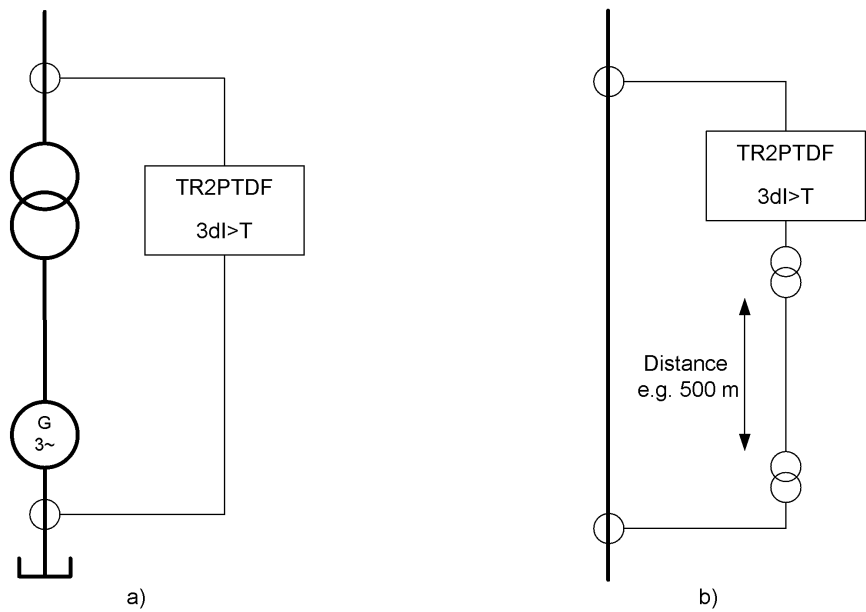 TR2PTDF
3dI>T
G
3~
a)
TR2PTDF
3dI>T
Distance
e.g. 500 m
b)